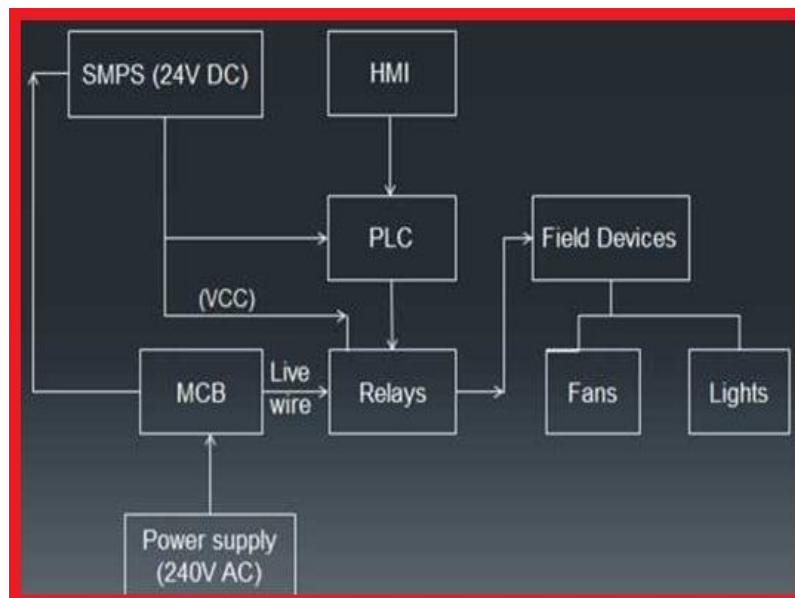 SMPS (24V DC)
HMI
PLC
Field Devices
(VCC)
MCB
Live
wire
Relays
Fans
Lights
Power supply
(240V AC)